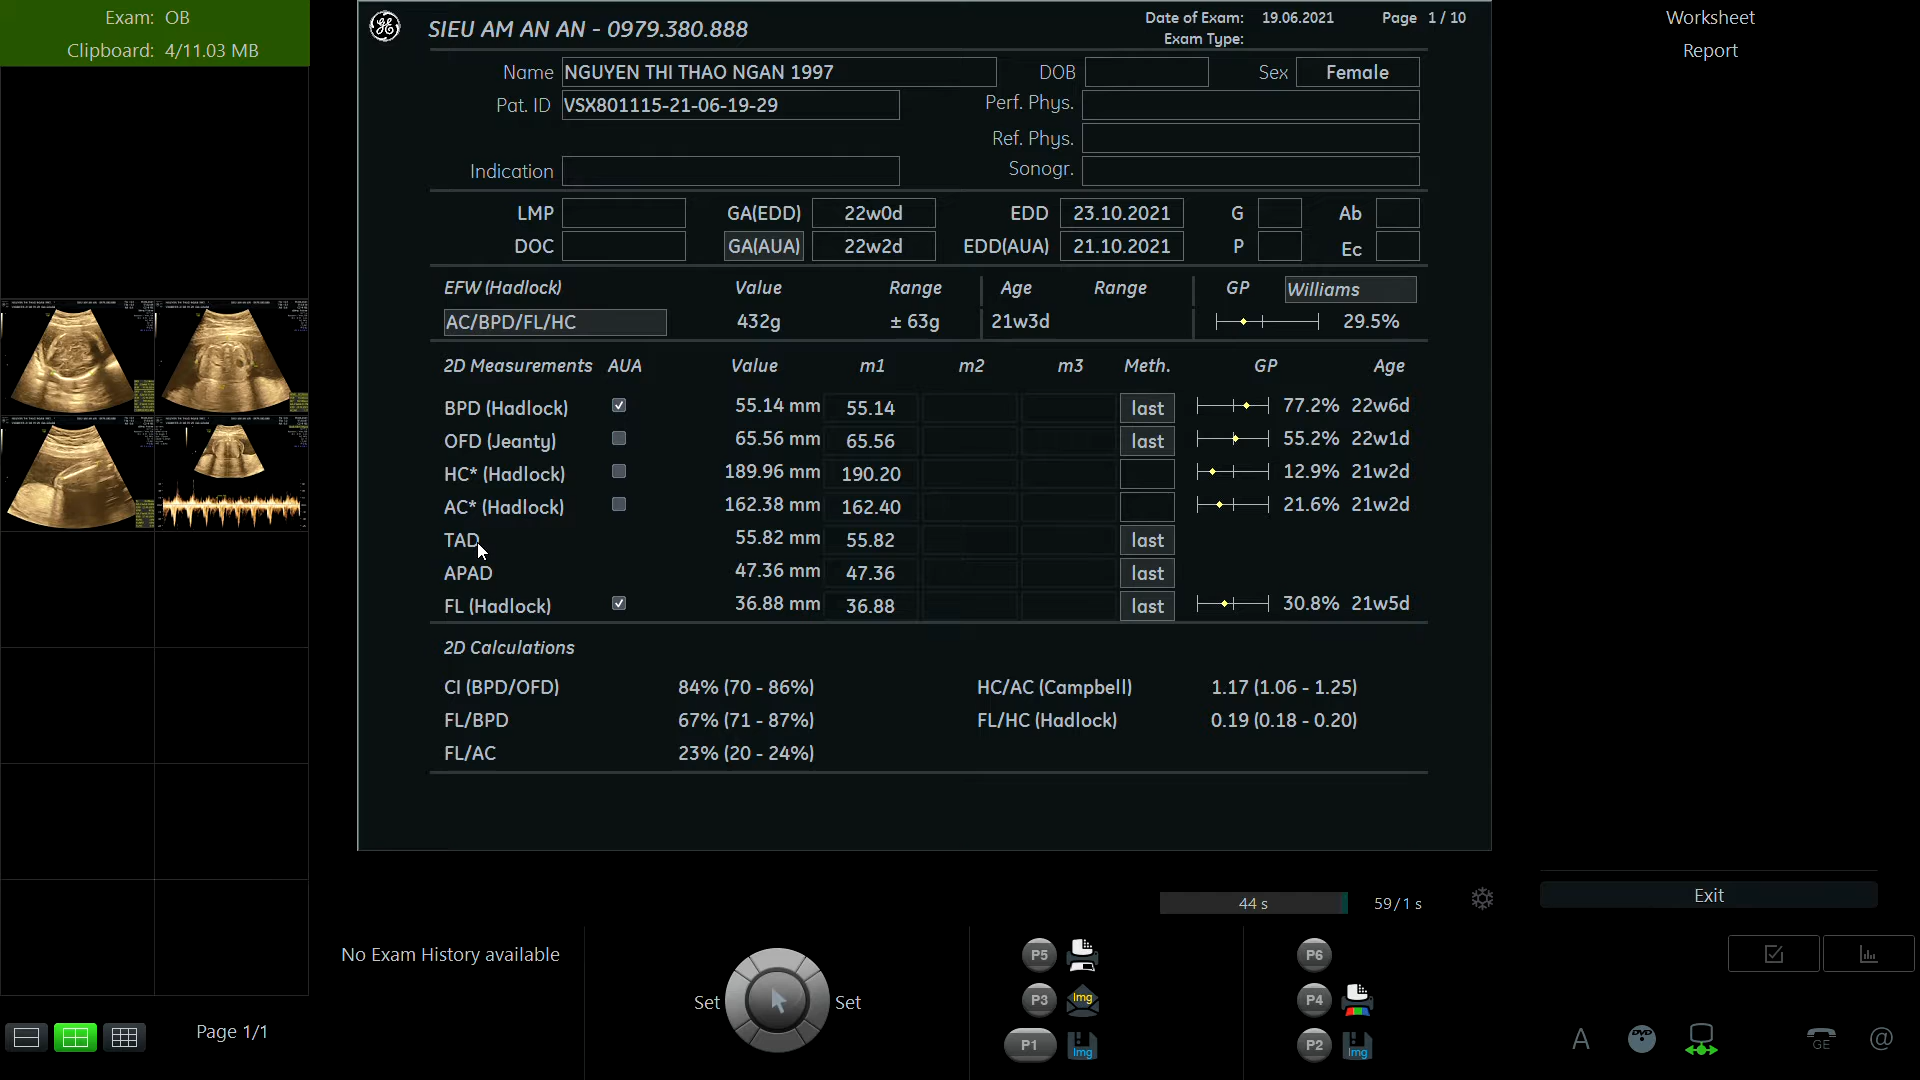 Exam: OB
Clipboard: 4/11.03 MB
SIEU AM AN AN - 0979.380.888
Date of Exam: 19.06.2021 Page 1 / 10
Exam Type:
Name NGUYEN THI THAO NGAN 1997 DOB Sex Female
Pat. ID VSX801115-21-06-19-29 Perf. Phys.
Ref. Phys.
Indication Sonogr.
LMP GA(EDD) 22w0d EDD 23.10.2021 G Ab
DOC GA(AUA) 22w2d EDD(AUA) 21.10.2021 P Ec
EFW (Hadlock) Value Range Age Range GP Williams
AC/BPD/FL/HC 432g ± 63g 21w3d 29.5%
2D Measurements AUA Value m1 m2 m3 Meth. GP Age
BPD (Hadlock) 55.14 mm 55.14 last 77.2% 22w6d
OFD (Jeanty) 65.56 mm 65.56 last 55.2% 22w1d
HC* (Hadlock) 189.96 mm 190.20 12.9% 21w2d
AC* (Hadlock) 162.38 mm 162.40 21.6% 21w2d
TAD 55.82 mm 55.82 last
APAD 47.36 mm 47.36 last
FL (Hadlock) 36.88 mm 36.88 last 30.8% 21w5d
2D Calculations
CI (BPD/OFD) 84% (70 - 86%) HC/AC (Campbell) 1.17 (1.06 - 1.25)
FL/BPD 67% (71 - 87%) FL/HC (Hadlock) 0.19 (0.18 - 0.20)
FL/AC 23% (20 - 24%)
Worksheet
Report
44 s 59/1 s
Exit
No Exam History available
Set Set
P5 P6
P3 Img P4
P1 Img P2 Img
Page 1/1
A DVD GE @